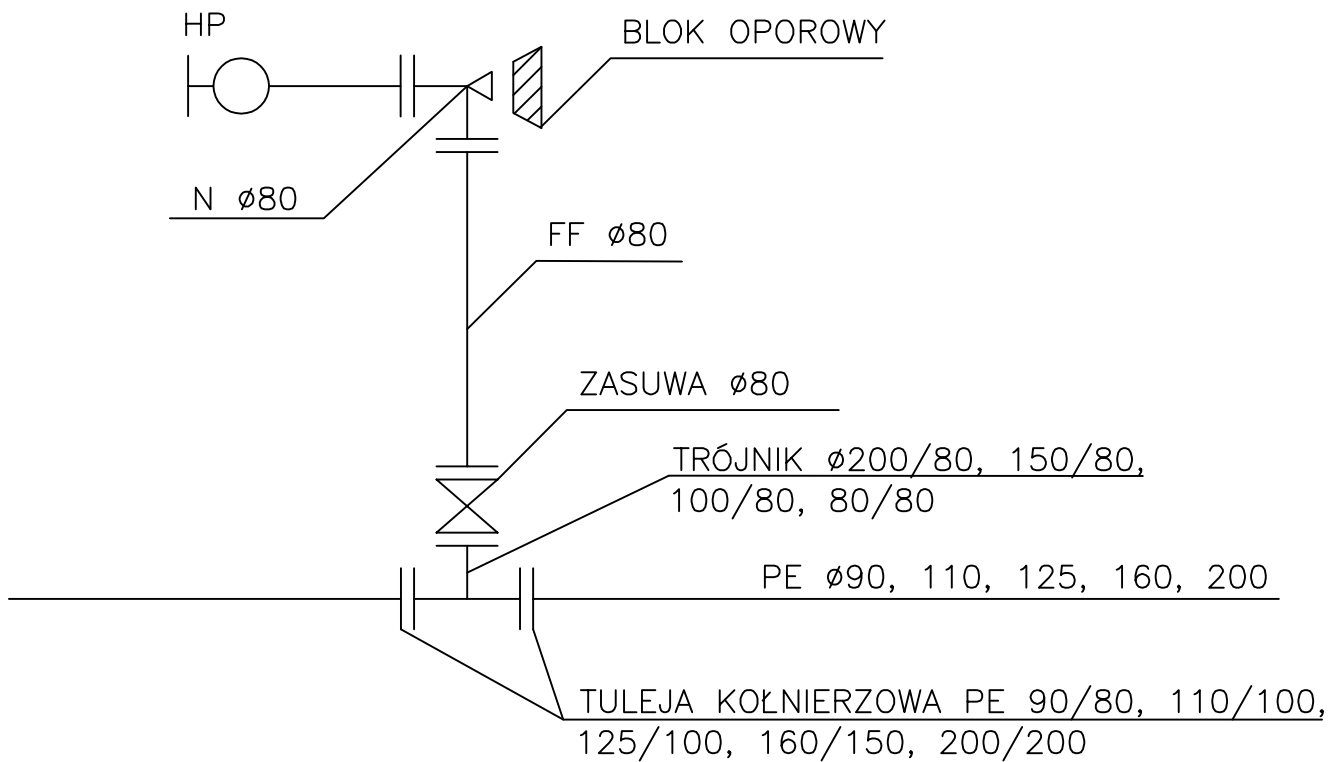 HP
BLOK OPOROWY
N ø80
FF ø80
ZASUWA ø80
TRÓJNIK ø200/80, 150/80,
100/80, 80/80
PE ø90, 110, 125, 160, 200
TULEJA KOŁNIERZOWA PE 90/80, 110/100,
125/100, 160/150, 200/200